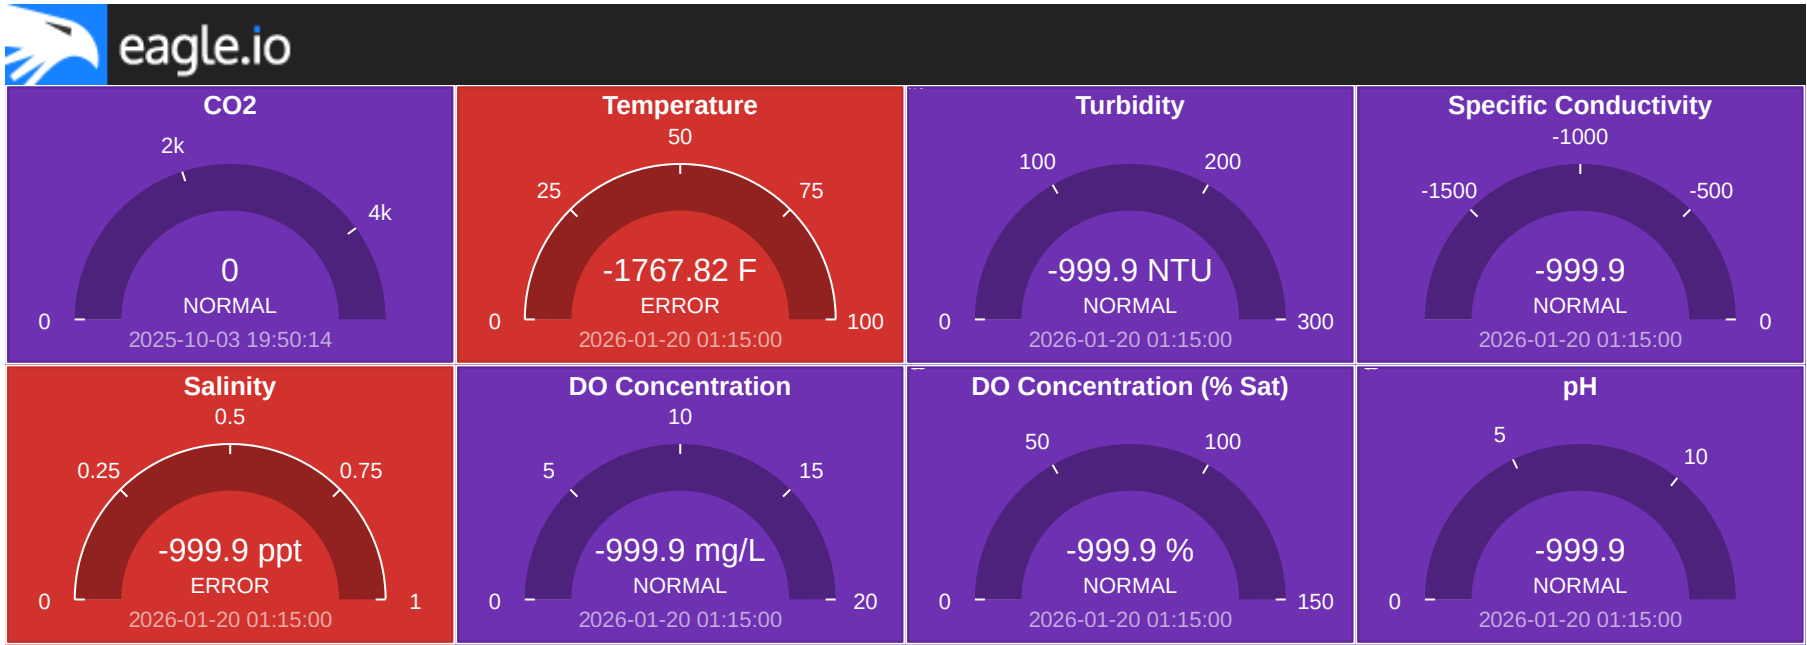 eagle.io
CO2
2k
4k
0
NORMAL
0
2025-10-03 19:50:14
Temperature
50
25
75
-1767.82 F
ERROR
0
100
2026-01-20 01:15:00
Turbidity
100
200
-999.9 NTU
NORMAL
0
300
2026-01-20 01:15:00
Specific Conductivity
-1000
-1500
-500
-999.9
NORMAL
0
2026-01-20 01:15:00
Salinity
0.5
0.25
0.75
-999.9 ppt
ERROR
0
1
2026-01-20 01:15:00
DO Concentration
10
5
15
-999.9 mg/L
NORMAL
0
20
2026-01-20 01:15:00
DO Concentration (% Sat)
50
100
-999.9 %
NORMAL
0
150
2026-01-20 01:15:00
pH
5
10
-999.9
NORMAL
0
2026-01-20 01:15:00